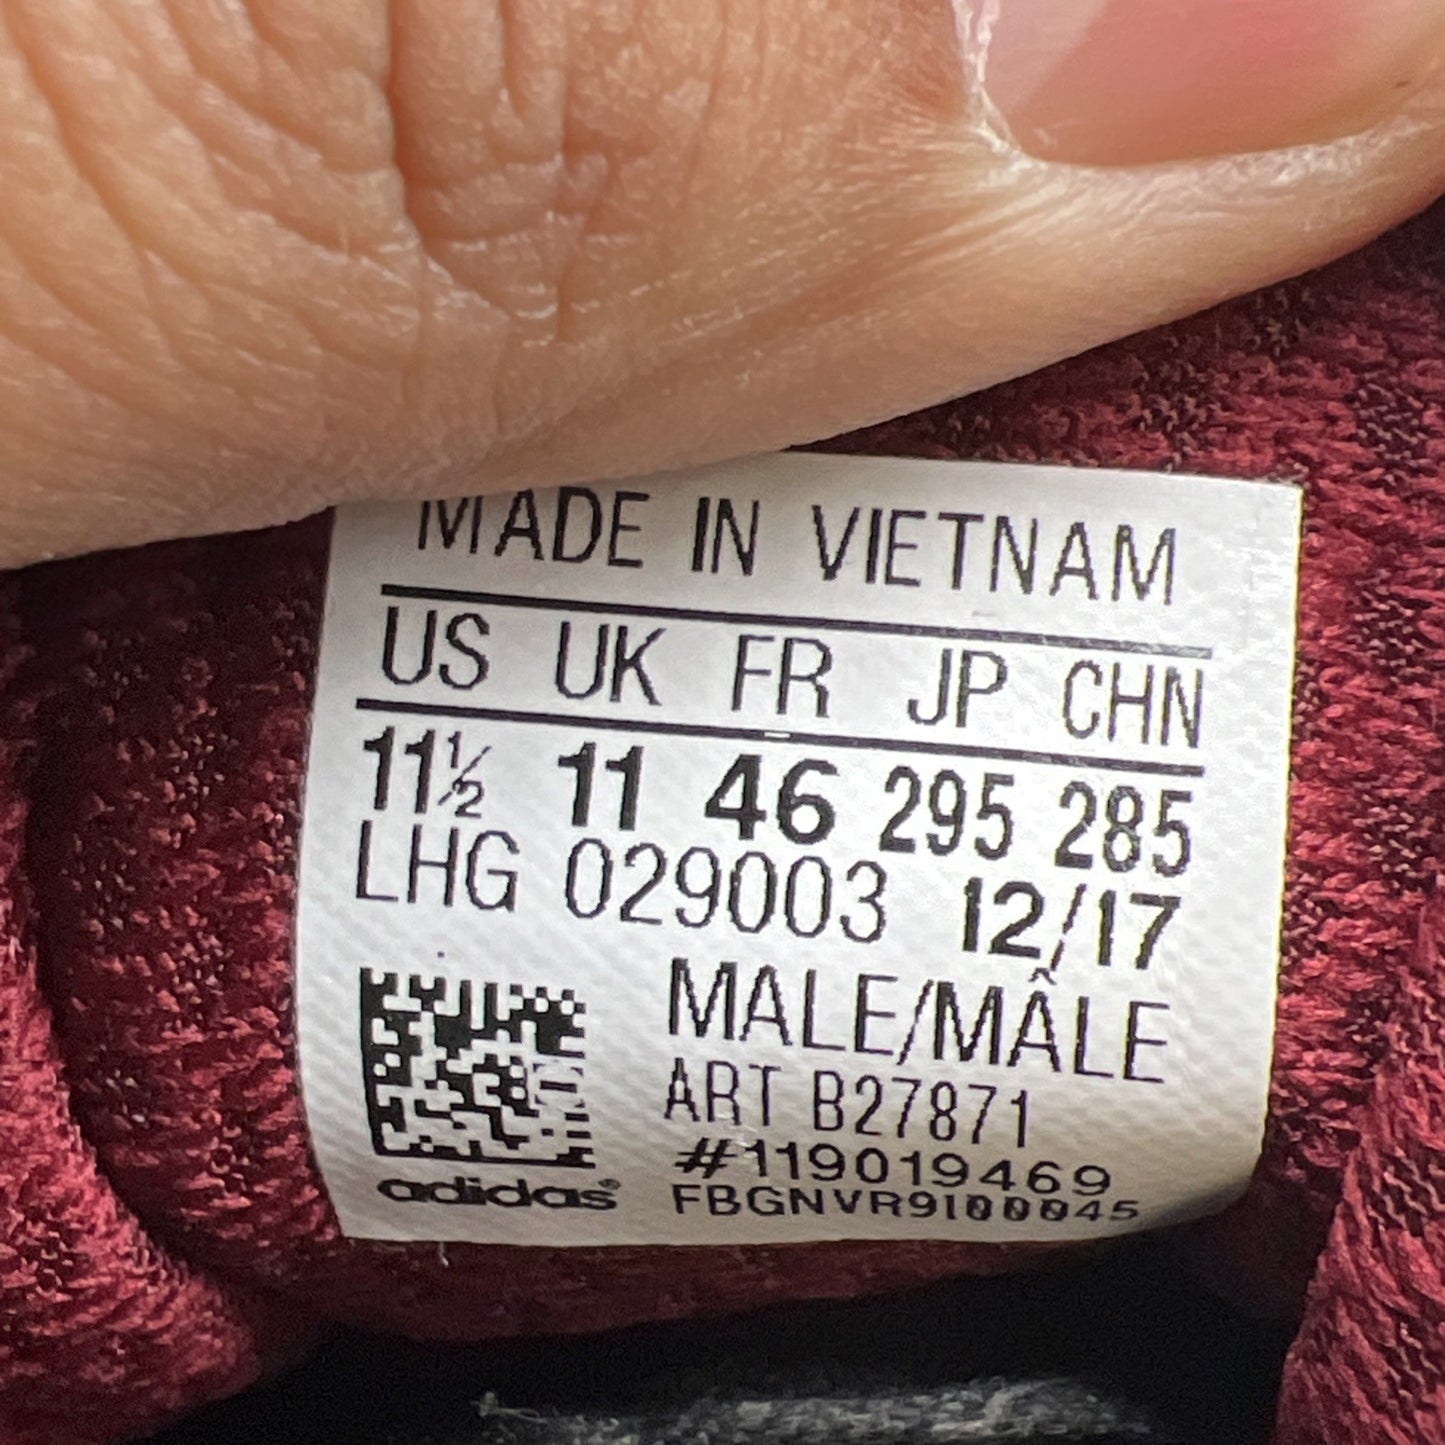 MADE IN VIETNAM
US UK FR JP CHN
11½ 11 46 295 285
LHG 029003 12/17
MALE/MÂLE
ART B27871
#119019469
adidas® FBGNVR9100045